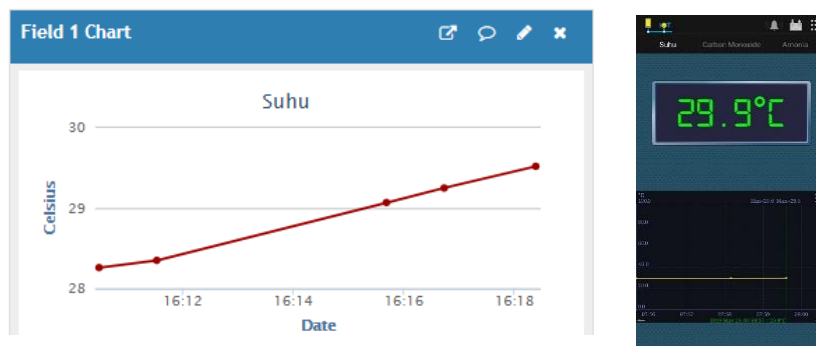 Field 1 Chart
Suhu
30
29
28
Celsius
16:12 16:14 16:16 16:18
Date
Suhu Carbon Monoxide Amonia
29.9°C